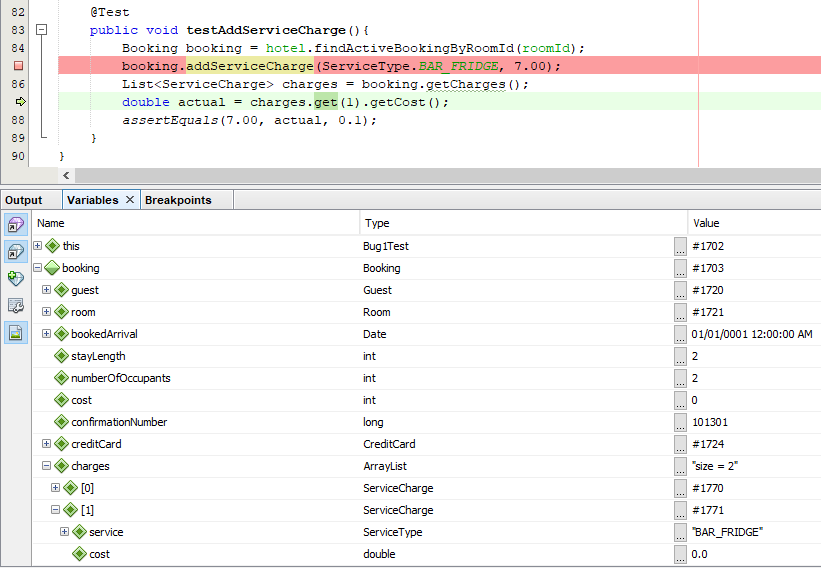 82 @Test
83 public void testAddServiceCharge(){
84 Booking booking = hotel.findActiveBookingByRoomId(roomId);
booking.addServiceCharge(ServiceType.BAR_FRIDGE, 7.00);
86 List<ServiceCharge> charges = booking.getCharges();
double actual = charges.get(1).getCost();
88 assertEquals(7.00, actual, 0.1);
89 }
90 }
Output Variables Breakpoints
Name Type Value
this Bug1Test ... #1702
booking Booking ... #1703
guest Guest ... #1720
room Room ... #1721
bookedArrival Date ... 01/01/0001 12:00:00 AM
stayLength int ... 2
numberOfOccupants int ... 2
cost int ... 0
confirmationNumber long ... 101301
creditCard CreditCard ... #1724
charges ArrayList ... "size = 2"
[0] ServiceCharge ... #1770
[1] ServiceCharge ... #1771
service ServiceType ... "BAR_FRIDGE"
cost double ... 0.0